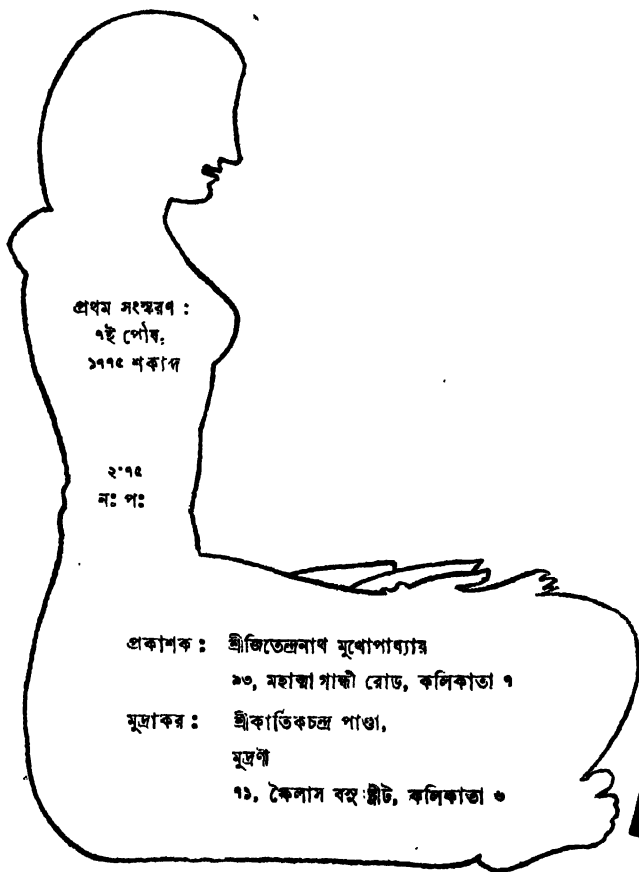 প্রথম সংস্করণ :
৭ই পৌষ,
১৭৭৫ শকাব্দ
২·৭৫
নঃ পঃ
প্রকাশক : শ্রীজিতেন্দ্রনাথ মুখোপাধ্যায়
৯৩, মহাত্মা গান্ধী রোড, কলিকাতা ৭
মুদ্রাকর : শ্রীকার্তিকচন্দ্র পাণ্ডা,
মুদ্রণী
৭১, কৈলাস বসু স্ট্রীট, কলিকাতা ৬